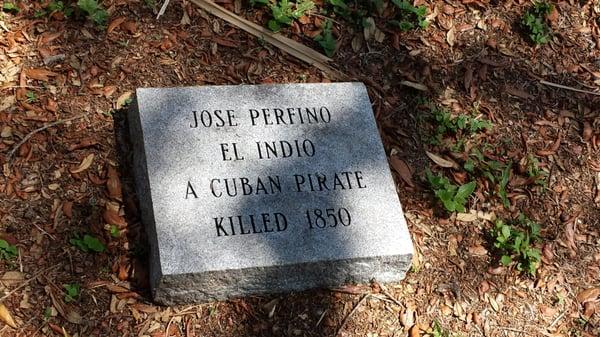 JOSE PERFINO
EL INDIO
A CUBAN PIRATE
KILLED 1850